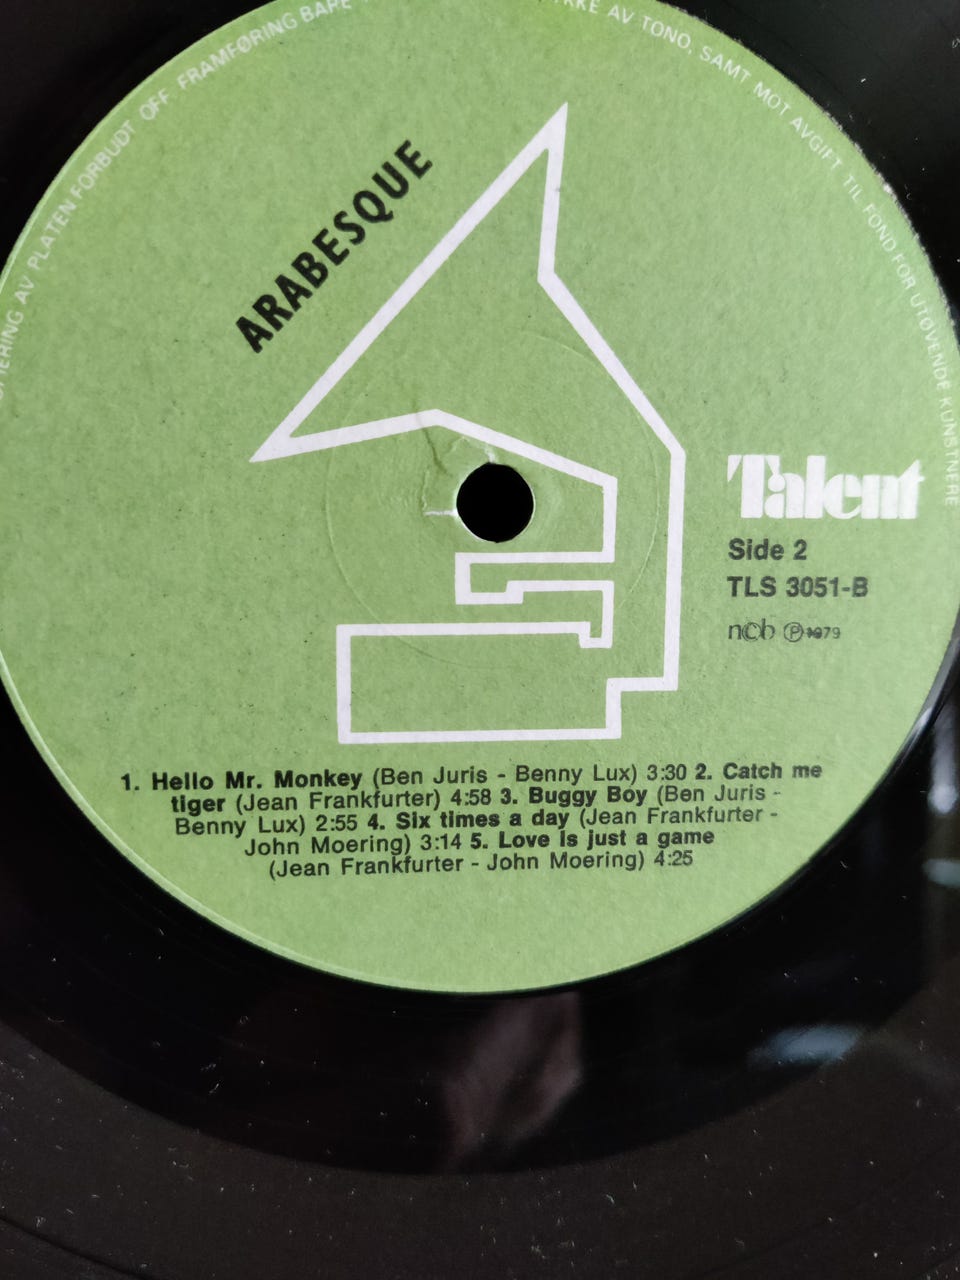 MERING AV PLATEN FORBUDT OFF FRAMFØRING BARE
AV TONO, SAMT MOT AVGIFT TIL FOND FOR UTØVENDE KUNSTNERE
ARABESQUE
Talent
Side 2
TLS 3051-B
ncb Ⓟ 1979
1. Hello Mr. Monkey (Ben Juris - Benny Lux) 3:30 2. Catch me
tiger (Jean Frankfurter) 4:58 3. Buggy Boy (Ben Juris -
Benny Lux) 2:55 4. Six times a day (Jean Frankfurter -
John Moering) 3:14 5. Love is just a game
(Jean Frankfurter - John Moering) 4:25